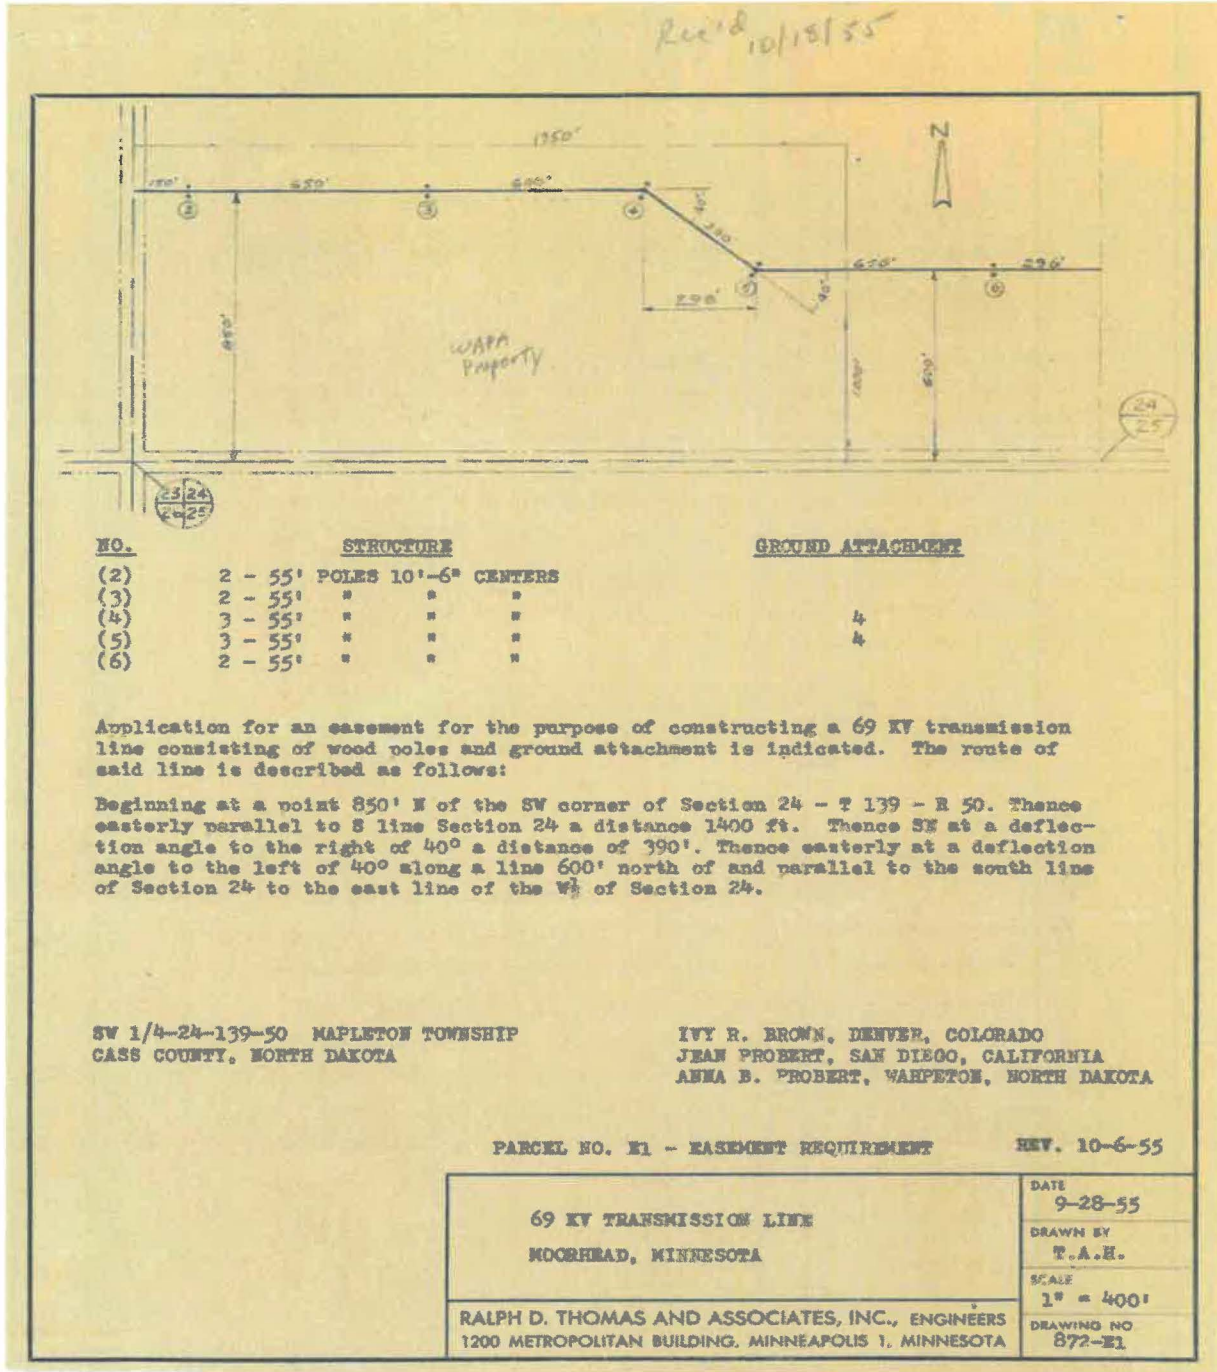 Rec'd 10/18/55
1950'
N
150' 650' 600'
2 3 4 40°
390
650' 296'
5 6
290' 40°
850'
WAPA
Property
600'
24
25
23 24
26 25
NO. STRUCTURE GROUND ATTACHMENT
(2) 2 - 55' POLES 10'-6" CENTERS
(3) 2 - 55' " " "
(4) 3 - 55' " " " 4
(5) 3 - 55' " " " 4
(6) 2 - 55' " " "
Application for an easement for the purpose of constructing a 69 KV transmission
line consisting of wood poles and ground attachment is indicated. The route of
said line is described as follows:
Beginning at a point 850' N of the SW corner of Section 24 - T 139 - R 50. Thence
easterly parallel to S line Section 24 a distance 1400 ft. Thence SE at a deflec-
tion angle to the right of 40° a distance of 390'. Thence easterly at a deflection
angle to the left of 40° along a line 600' north of and parallel to the south line
of Section 24 to the east line of the W½ of Section 24.
SW 1/4-24-139-50 MAPLETON TOWNSHIP
CASS COUNTY, NORTH DAKOTA
IVY R. BROWN, DENVER, COLORADO
JEAN PROBERT, SAN DIEGO, CALIFORNIA
ANNA B. PROBERT, WAHPETON, NORTH DAKOTA
PARCEL NO. E1 - EASEMENT REQUIREMENT REV. 10-6-55
69 KV TRANSMISSION LINE
MOORHEAD, MINNESOTA
RALPH D. THOMAS AND ASSOCIATES, INC., ENGINEERS
1200 METROPOLITAN BUILDING, MINNEAPOLIS 1, MINNESOTA
DATE
9-28-55
DRAWN BY
T.A.H.
SCALE
1" = 400'
DRAWING NO
872-E1